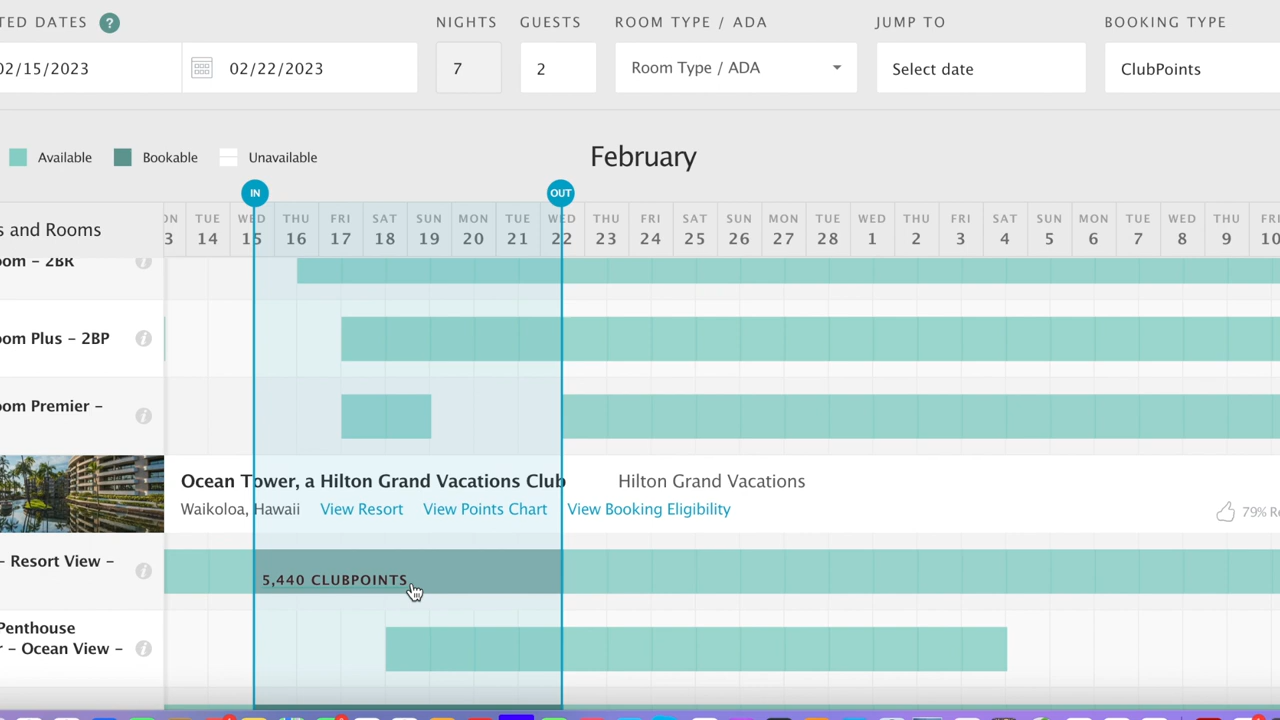 TED DATES ? NIGHTS GUESTS ROOM TYPE / ADA JUMP TO BOOKING TYPE
02/15/2023 02/22/2023 7 2 Room Type / ADA Select date ClubPoints
Available Bookable Unavailable February
IN OUT
s and Rooms
ON TUE WED THU FRI SAT SUN MON TUE WED THU FRI SAT SUN MON TUE WED THU FRI SAT SUN MON TUE WED THU FRI
3 14 15 16 17 18 19 20 21 22 23 24 25 26 27 28 1 2 3 4 5 6 7 8 9 10
oom – 2BR i
oom Plus – 2BP i
oom Premier – i
Ocean Tower, a Hilton Grand Vacations Club Hilton Grand Vacations
Waikoloa, Hawaii View Resort View Points Chart View Booking Eligibility 79% Re
– Resort View – i
5,440 CLUBPOINTS
Penthouse
r – Ocean View – i